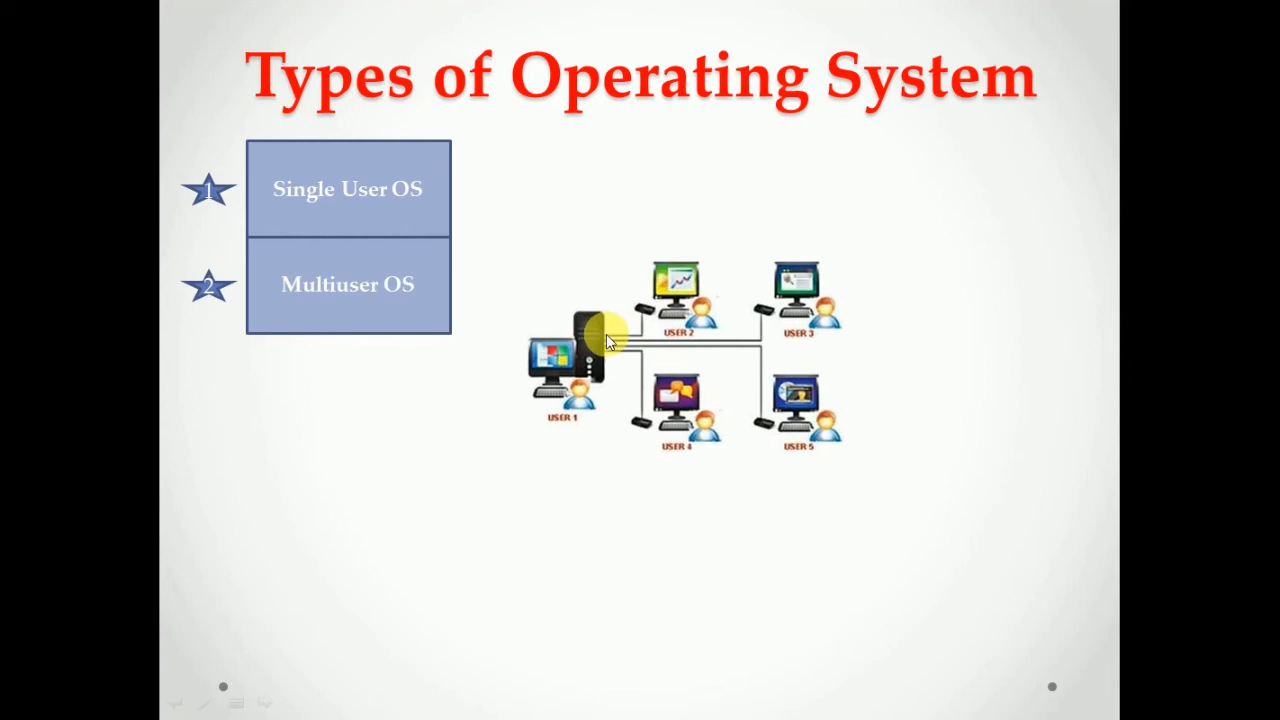 Types of Operating System
1
Single User OS
2
Multiuser OS
USER 2
USER 3
USER 1
USER 4
USER 5